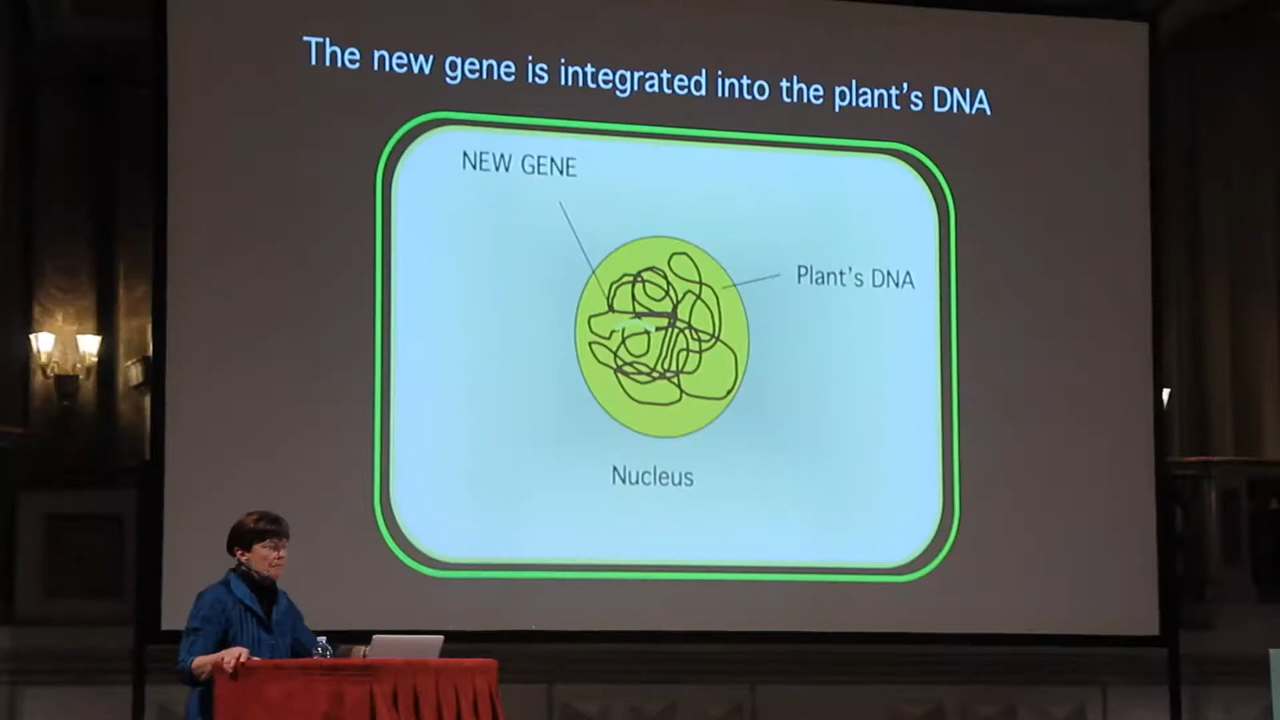 The new gene is integrated into the plant's DNA
NEW GENE
Plant's DNA
Nucleus